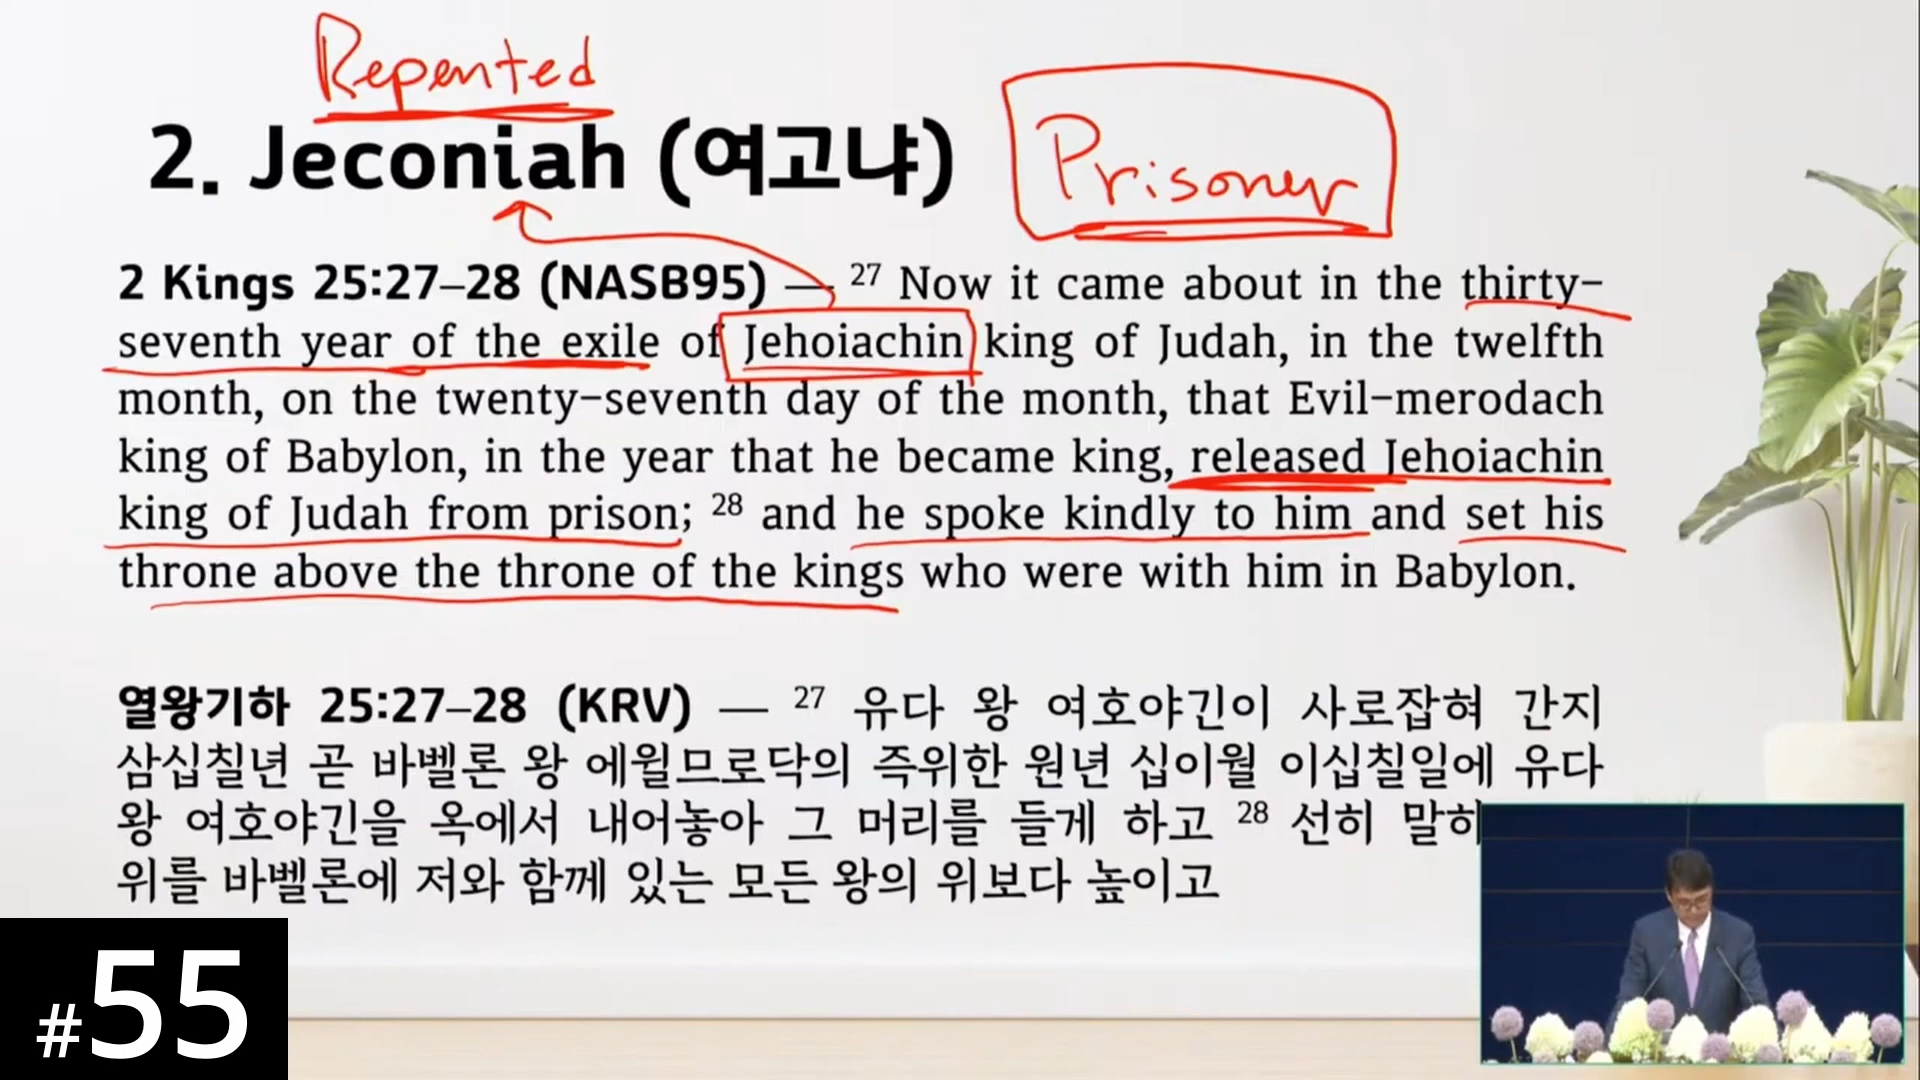 Repented
2. Jeconiah (여고냐)
Prisoner
2 Kings 25:27–28 (NASB95) — 27 Now it came about in the thirty-
seventh year of the exile of Jehoiachin king of Judah, in the twelfth
month, on the twenty-seventh day of the month, that Evil-merodach
king of Babylon, in the year that he became king, released Jehoiachin
king of Judah from prison; 28 and he spoke kindly to him and set his
throne above the throne of the kings who were with him in Babylon.
열왕기하 25:27–28 (KRV) — 27 유다 왕 여호야긴이 사로잡혀 간지
삼십칠년 곧 바벨론 왕 에윌므로닥의 즉위한 원년 십이월 이십칠일에 유다
왕 여호야긴을 옥에서 내어놓아 그 머리를 들게 하고 28 선히 말하
위를 바벨론에 저와 함께 있는 모든 왕의 위보다 높이고
#55